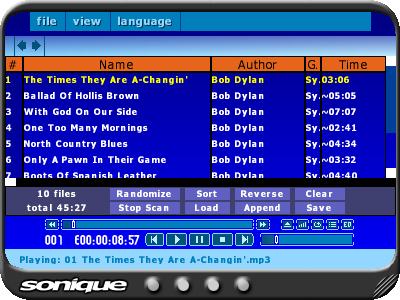 file view language
# Name Author G. Time
1 The Times They Are A-Changin' Bob Dylan Sy. 03:06
2 Ballad Of Hollis Brown Bob Dylan Sy.~05:05
3 With God On Our Side Bob Dylan Sy.~07:07
4 One Too Many Mornings Bob Dylan Sy.~02:41
5 North Country Blues Bob Dylan Sy.~04:34
6 Only A Pawn In Their Game Bob Dylan Sy.~03:32
7 Boots Of Spanish Leather Bob Dylan Sy.~04:40
10 files Randomize Sort Reverse Clear
total 45:27 Stop Scan Load Append Save
ED
001 E00:00:08:57
Playing: 01 The Times They Are A-Changin'.mp3
sonique